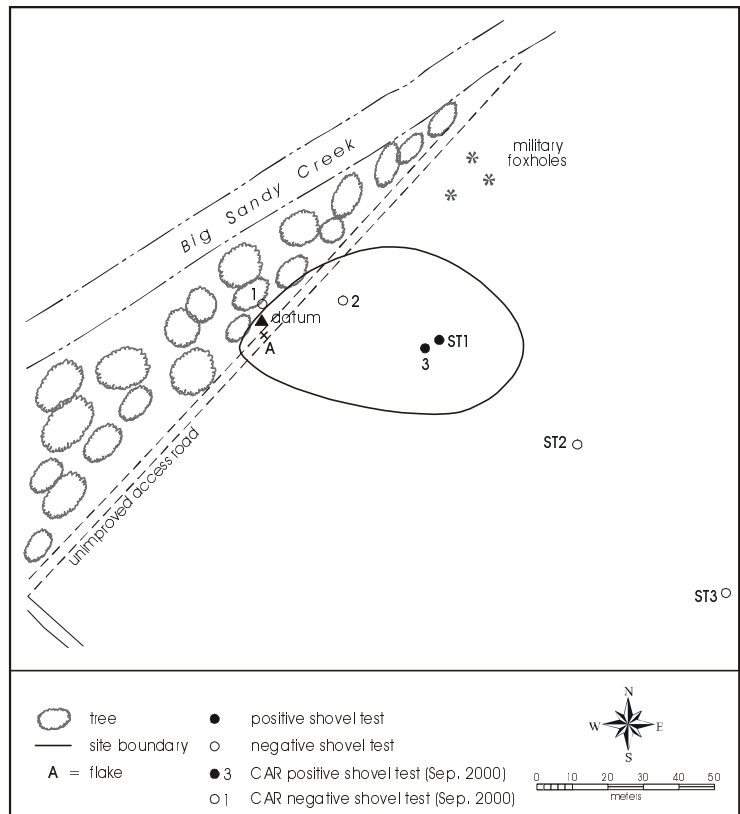 military
foxholes
Big Sandy Creek
1
2
datum
A
ST1
3
ST2
unimproved access road
ST3
tree
site boundary
A = flake
positive shovel test
negative shovel test
3 CAR positive shovel test (Sep. 2000)
1 CAR negative shovel test (Sep. 2000)
N
W E
S
0 10 20 30 40 50
meters